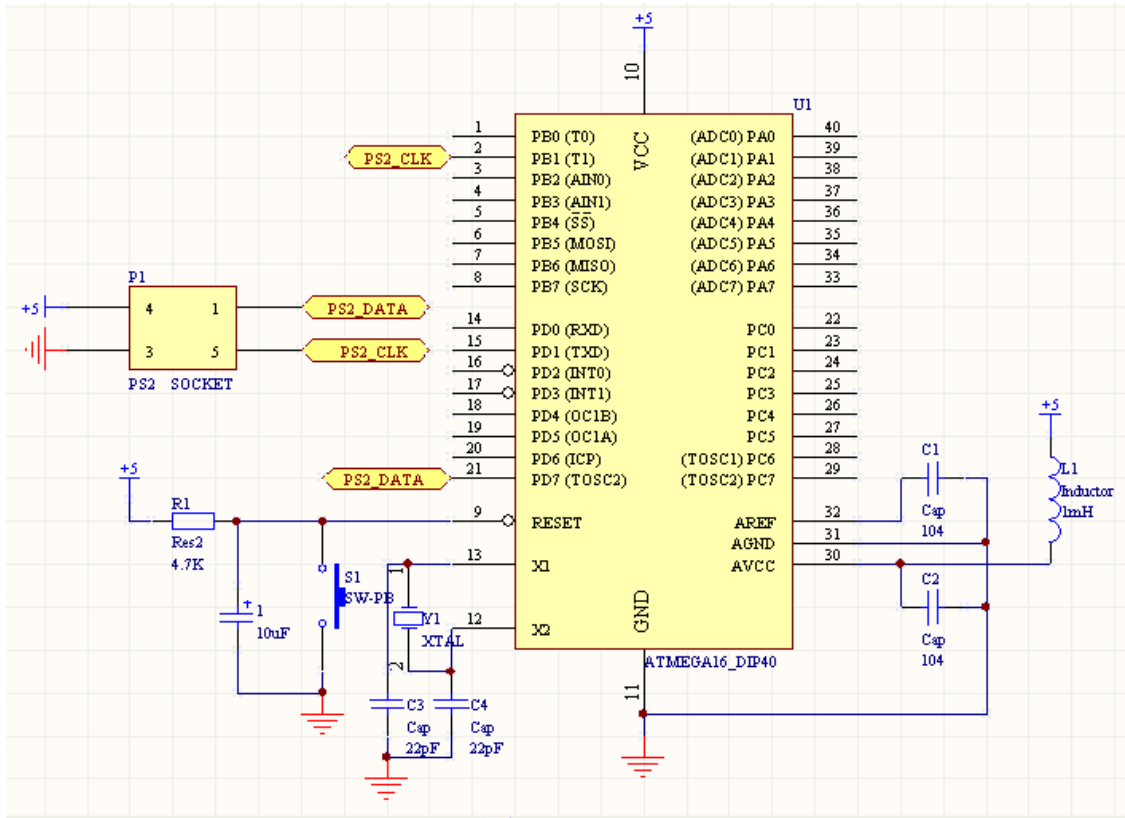 +5
10
U1
VCC
1 PB0 (T0) (ADC0) PA0 40
PS2_CLK 2 PB1 (T1) (ADC1) PA1 39
3 PB2 (AIN0) (ADC2) PA2 38
4 PB3 (AIN1) (ADC3) PA3 37
5 PB4 (SS) (ADC4) PA4 36
6 PB5 (MOSI) (ADC5) PA5 35
7 PB6 (MISO) (ADC6) PA6 34
8 PB7 (SCK) (ADC7) PA7 33
P1
+5 4 1 PS2_DATA
3 5 PS2_CLK
PS2 SOCKET
14 PD0 (RXD) PC0 22
15 PD1 (TXD) PC1 23
16 PD2 (INT0) PC2 24
17 PD3 (INT1) PC3 25
18 PD4 (OC1B) PC4 26
19 PD5 (OC1A) PC5 27
20 PD6 (ICP) (TOSC1) PC6 28
PS2_DATA 21 PD7 (TOSC2) (TOSC2) PC7 29
+5
R1
Res2
4.7K
9 RESET AREF 32
AGND 31
13 X1 AVCC 30
12 X2
GND
11
ATMEGA16_DIP40
C1
Cap
104
+5
L1
Inductor
1mH
C2
Cap
104
+ 1
10uF
S1
SW-PB
1
Y1
XTAL
2
C3
Cap
22pF
C4
Cap
22pF